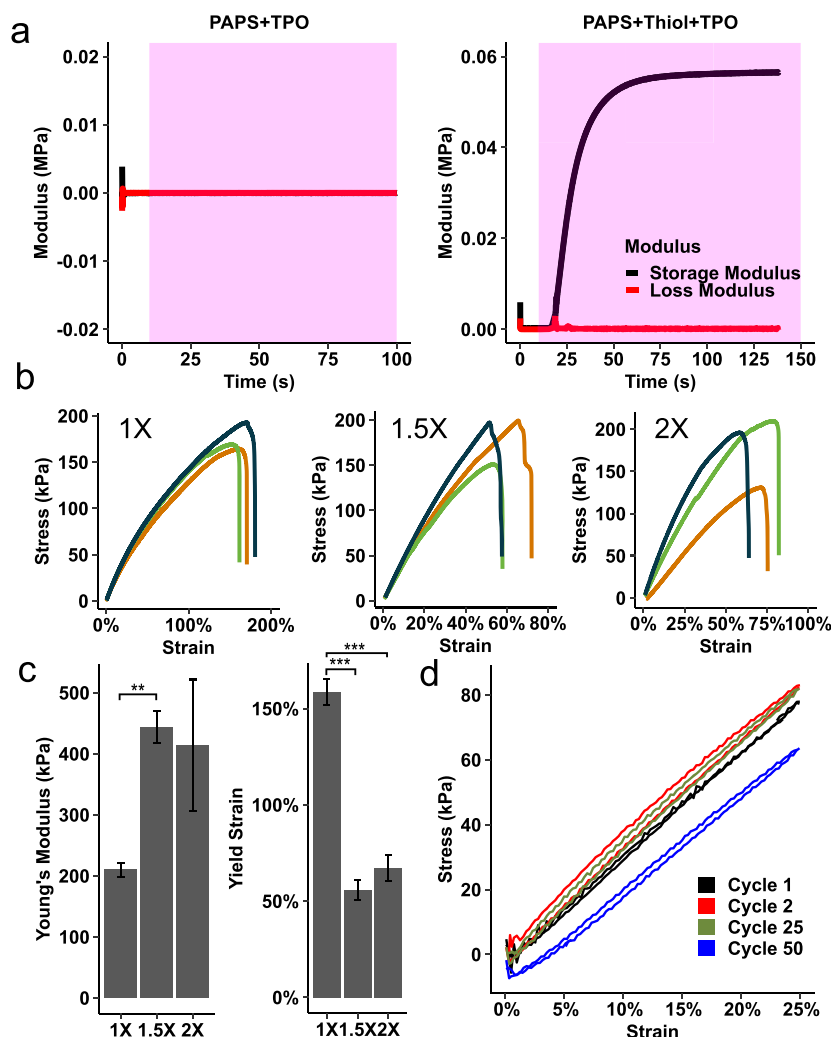 a
PAPS+TPO
PAPS+Thiol+TPO
Modulus (MPa)
0.02
0.01
0.00
-0.01
-0.02
0
25
50
75
100
Time (s)
Modulus (MPa)
0.06
0.04
0.02
0.00
0
25
50
75
100
125
150
Time (s)
Modulus
Storage Modulus
Loss Modulus
b
1X
Stress (kPa)
200
150
100
50
0
0%
100%
200%
Strain
1.5X
Stress (kPa)
200
150
100
50
0
0%
20%
40%
60%
80%
Strain
2X
Stress (kPa)
200
150
100
50
0
0%
25%
50%
75%
100%
Strain
c
Young's Modulus (kPa)
500
400
300
200
100
0
**
1X 1.5X 2X
Yield Strain
150%
100%
50%
0%
***
***
1X 1.5X 2X
d
Stress (kPa)
80
60
40
20
0
0%
5%
10%
15%
20%
25%
Strain
Cycle 1
Cycle 2
Cycle 25
Cycle 50